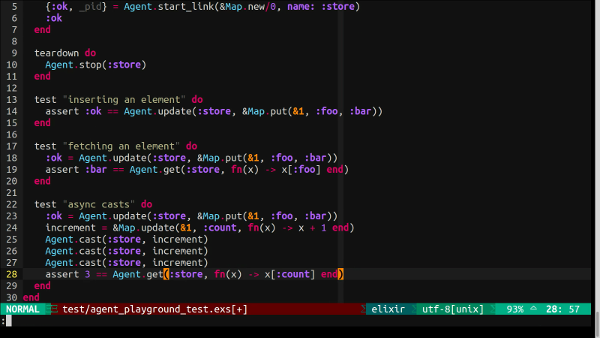 5 {:ok, _pid} = Agent.start_link(&Map.new/0, name: :store)
6 :ok
7 end
8
9 teardown do
10 Agent.stop(:store)
11 end
12
13 test "inserting an element" do
14 assert :ok == Agent.update(:store, &Map.put(&1, :foo, :bar))
15 end
16
17 test "fetching an element" do
18 :ok = Agent.update(:store, &Map.put(&1, :foo, :bar))
19 assert :bar == Agent.get(:store, fn(x) -> x[:foo] end)
20 end
21
22 test "async casts" do
23 :ok = Agent.update(:store, &Map.put(&1, :foo, :bar))
24 increment = &Map.update(&1, :count, fn(x) -> x + 1 end)
25 Agent.cast(:store, increment)
26 Agent.cast(:store, increment)
27 Agent.cast(:store, increment)
28 assert 3 == Agent.get(:store, fn(x) -> x[:count] end)
29 end
30 end
NORMAL test/agent_playground_test.exs[+] elixir utf-8[unix] 93% 28: 57
: